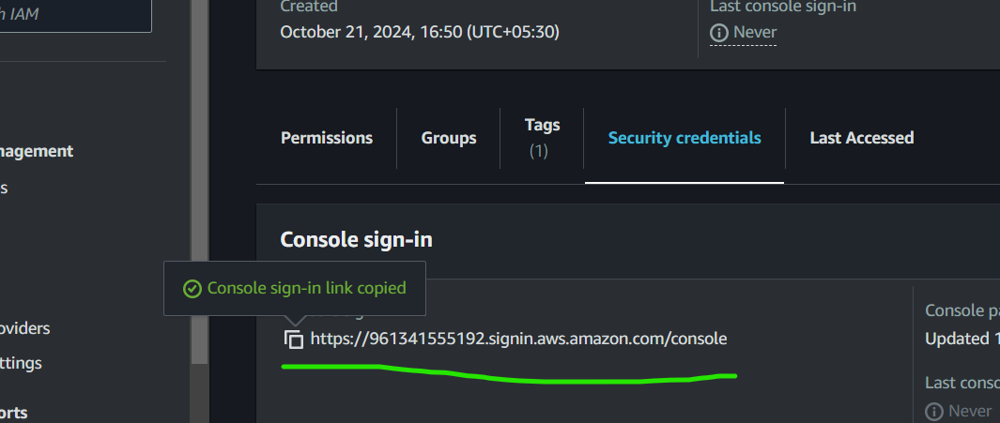 h IAM
Created
Last console sign-in
October 21, 2024, 16:50 (UTC+05:30)
Never
nagement
s
oviders
ttings
orts
Permissions
Groups
Tags
(1)
Security credentials
Last Accessed
Console sign-in
Console sign-in link copied
https://961341555192.signin.aws.amazon.com/console
Console pa
Updated 1
Last conso
Never